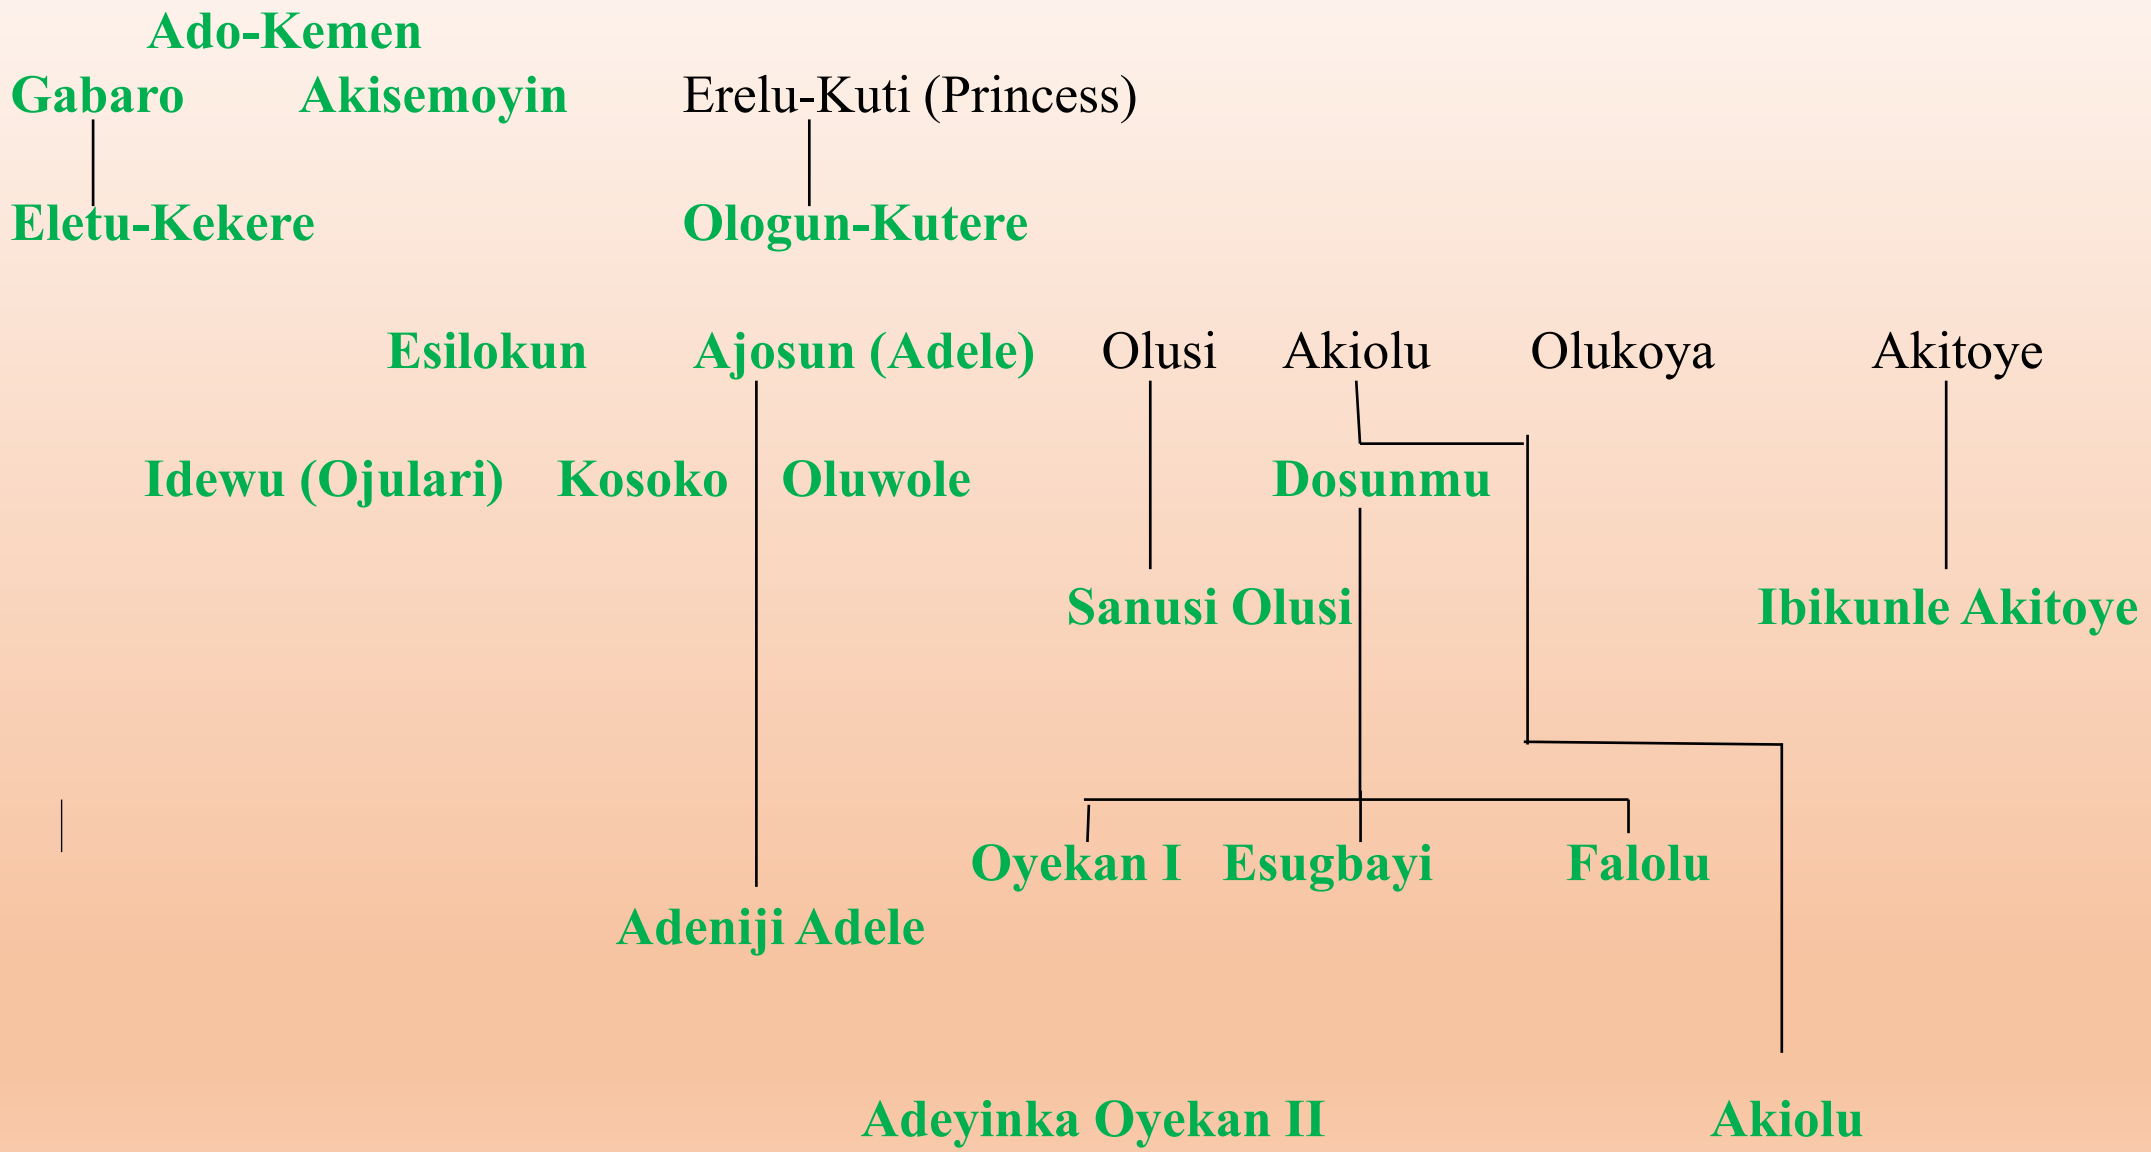 Ado-Kemen
Gabaro Akisemoyin Erelu-Kuti (Princess)
Eletu-Kekere Ologun-Kutere
Esilokun Ajosun (Adele) Olusi Akiolu Olukoya Akitoye
Idewu (Ojulari) Kosoko Oluwole Dosunmu
Sanusi Olusi Ibikunle Akitoye
Oyekan I Esugbayi Falolu
Adeniji Adele
Adeyinka Oyekan II Akiolu